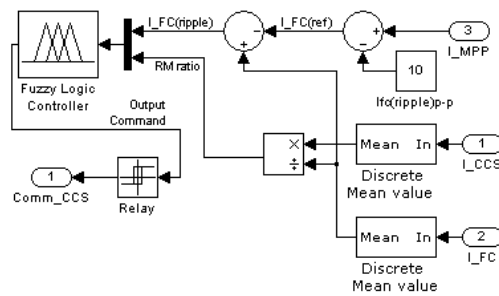 I_FC(ripple)
I_FC(ref)
3
I_MPP
Fuzzy Logic
Controller
RM ratio
10
Ifc(ripple)p-p
Output
Command
Mean In
1
I_CCS
Discrete
Mean value
1
Comm_CCS
Relay
Mean In
2
I_FC
Discrete
Mean value